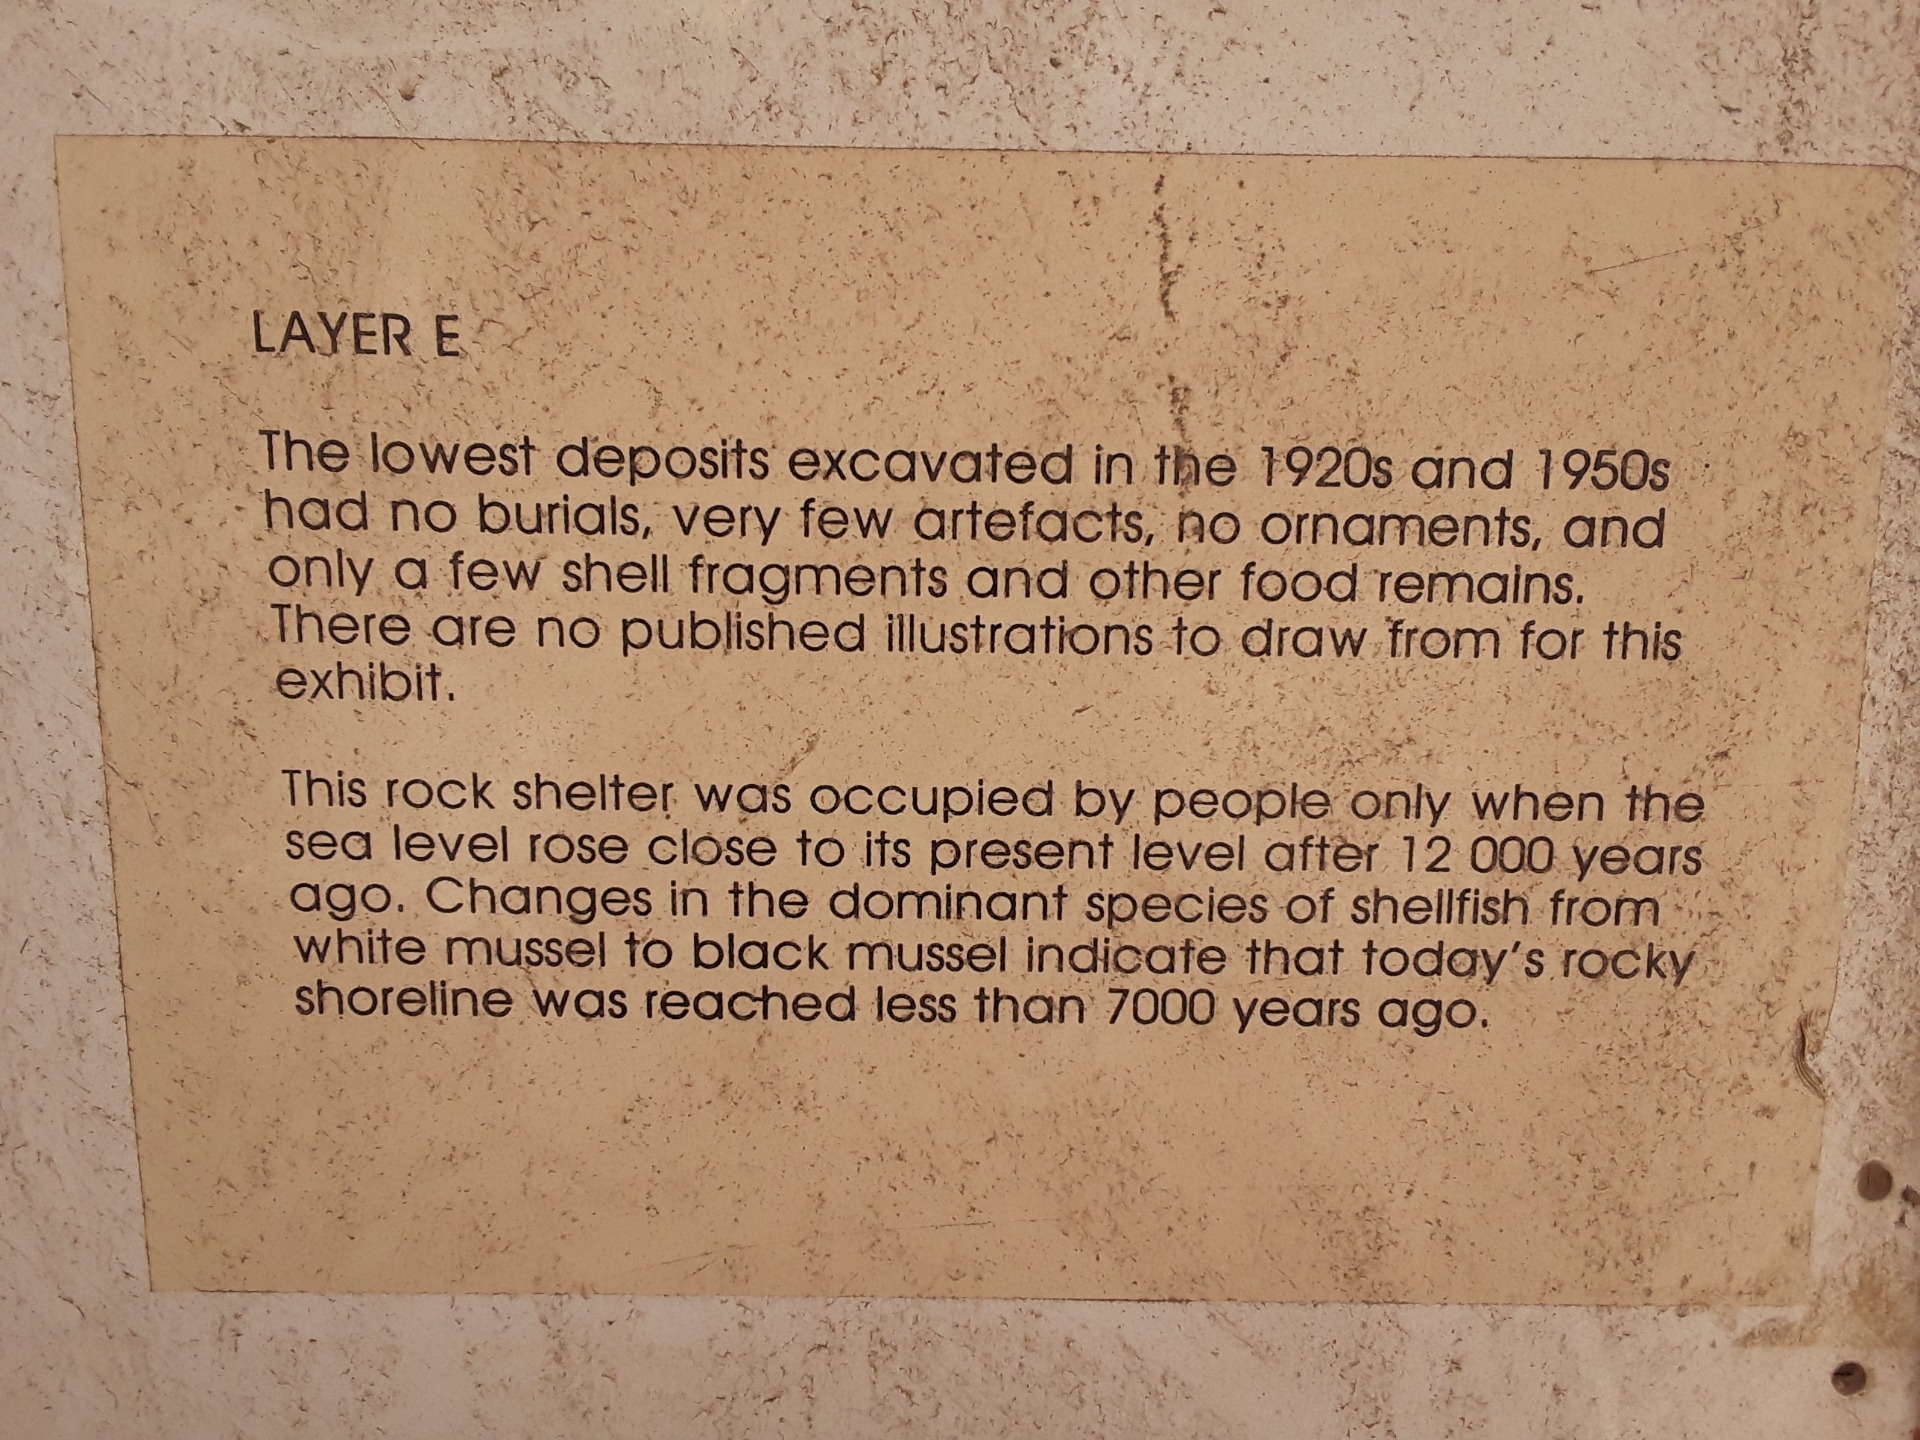 LAYER E
The lowest deposits excavated in the 1920s and 1950s
had no burials, very few artefacts, no ornaments, and
only a few shell fragments and other food remains.
There are no published illustrations to draw from for this
exhibit.
This rock shelter was occupied by people only when the
sea level rose close to its present level after 12 000 years
ago. Changes in the dominant species of shellfish from
white mussel to black mussel indicate that today's rocky
shoreline was reached less than 7000 years ago.